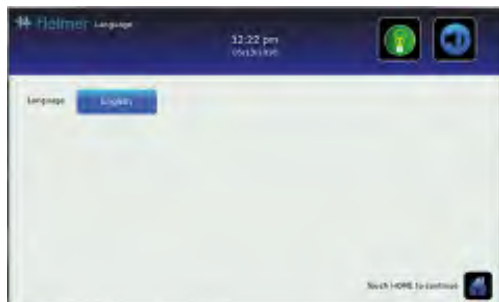 Helmer Language
12:22 pm
Language English
Touch HOME to continue